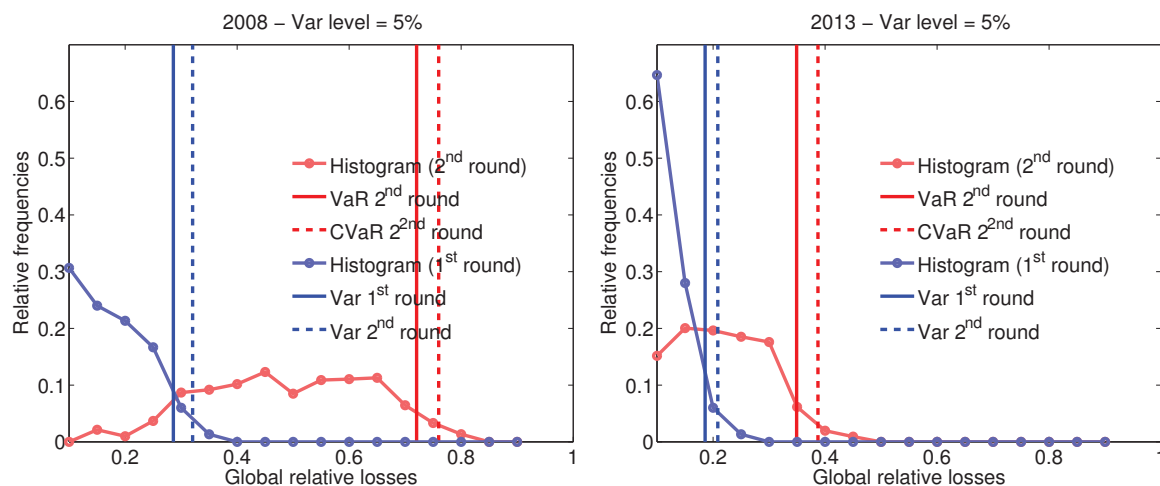 2008 – Var level = 5%
Relative frequencies
0.6
0.5
0.4
0.3
0.2
0.1
0
Histogram (2nd round)
VaR 2nd round
CVaR 22nd round
Histogram (1st round)
Var 1st round
Var 2nd round
0.2 0.4 0.6 0.8 1
Global relative losses
2013 – Var level = 5%
Relative frequencies
0.6
0.5
0.4
0.3
0.2
0.1
0
Histogram (2nd round)
VaR 2nd round
CVaR 22nd round
Histogram (1st round)
Var 1st round
Var 2nd round
0.2 0.4 0.6 0.8 1
Global relative losses